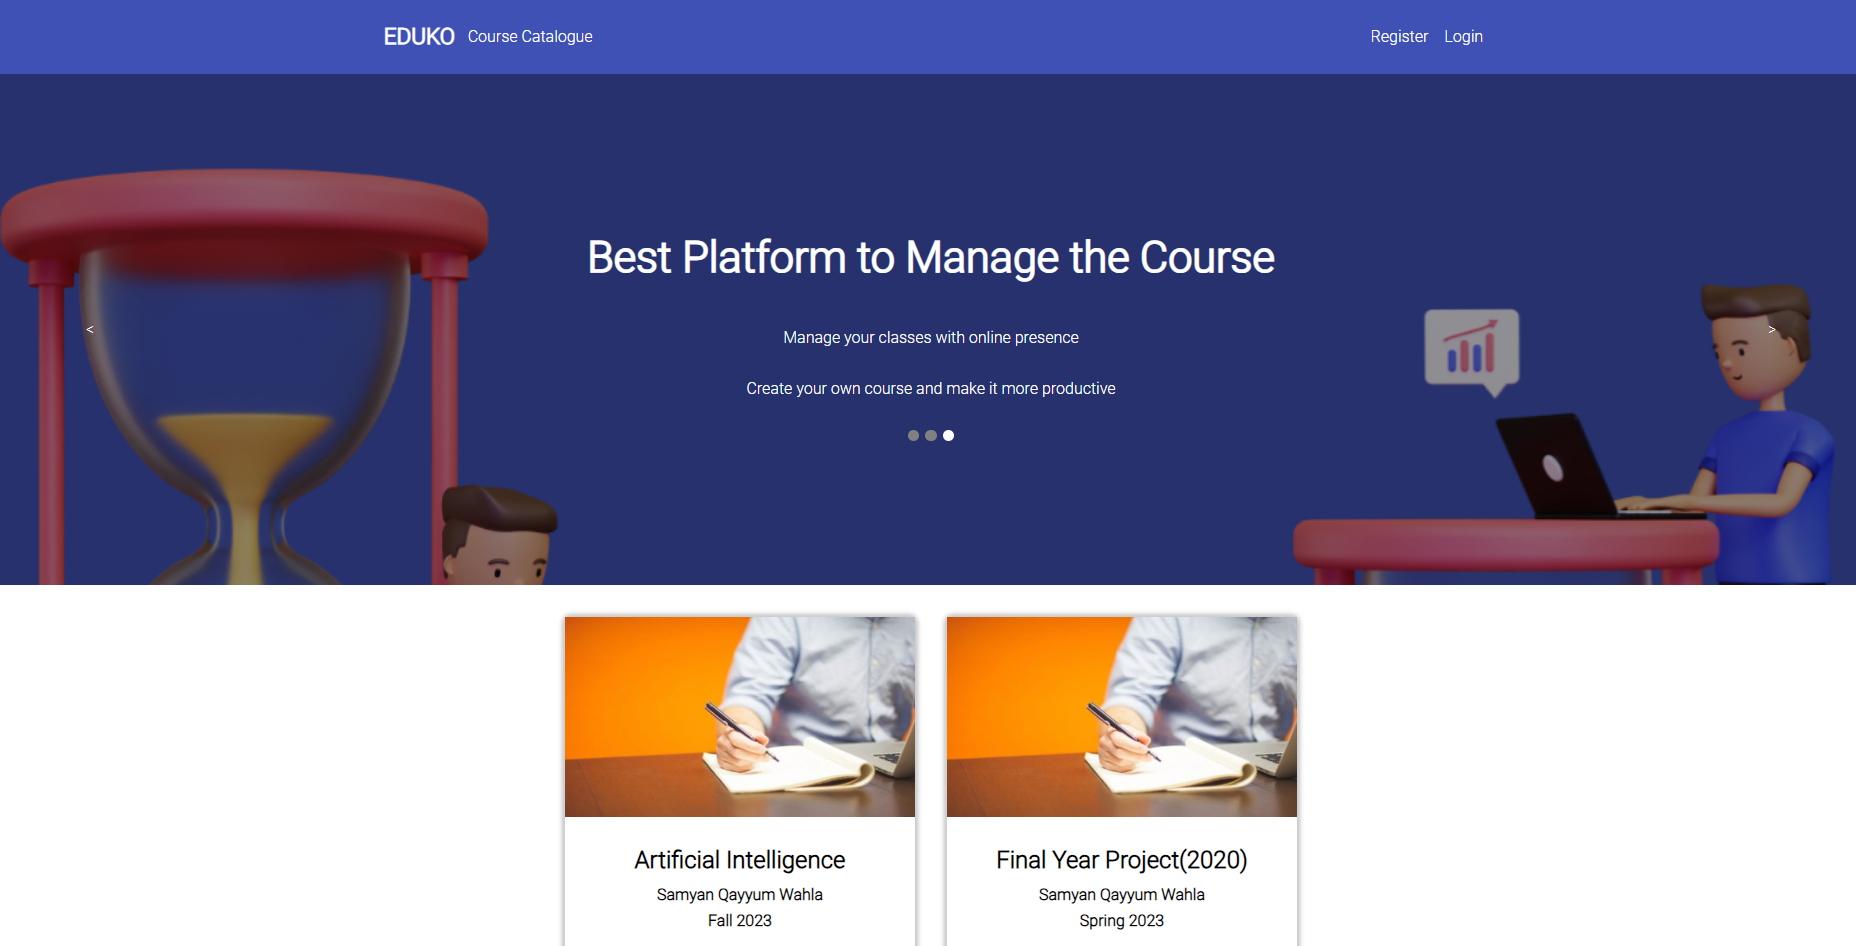 EDUKO Course Catalogue Register Login
Best Platform to Manage the Course
< >
Manage your classes with online presence
Create your own course and make it more productive
Artificial Intelligence
Samyan Qayyum Wahla
Fall 2023
Final Year Project(2020)
Samyan Qayyum Wahla
Spring 2023